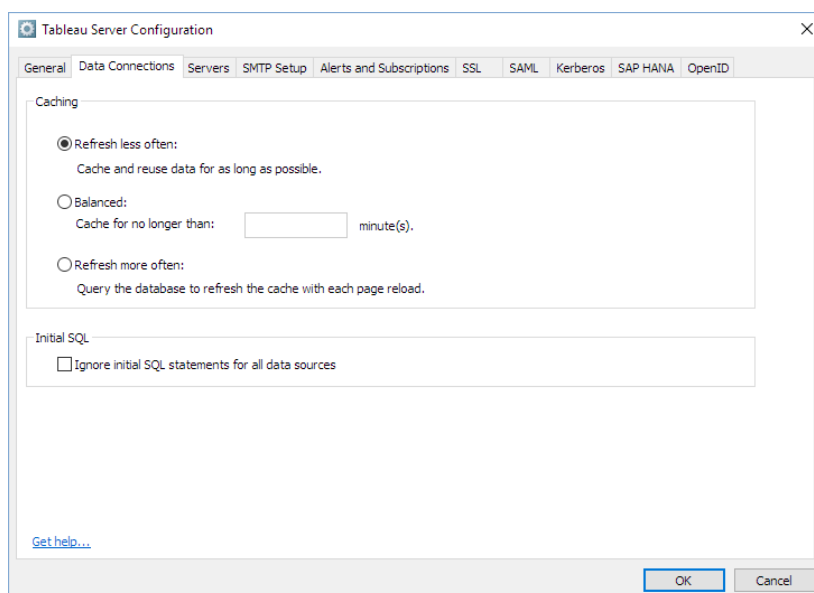 Tableau Server Configuration
General Data Connections Servers SMTP Setup Alerts and Subscriptions SSL SAML Kerberos SAP HANA OpenID
Caching
Refresh less often:
Cache and reuse data for as long as possible.
Balanced:
Cache for no longer than: minute(s).
Refresh more often:
Query the database to refresh the cache with each page reload.
Initial SQL
Ignore initial SQL statements for all data sources
Get help...
OK Cancel